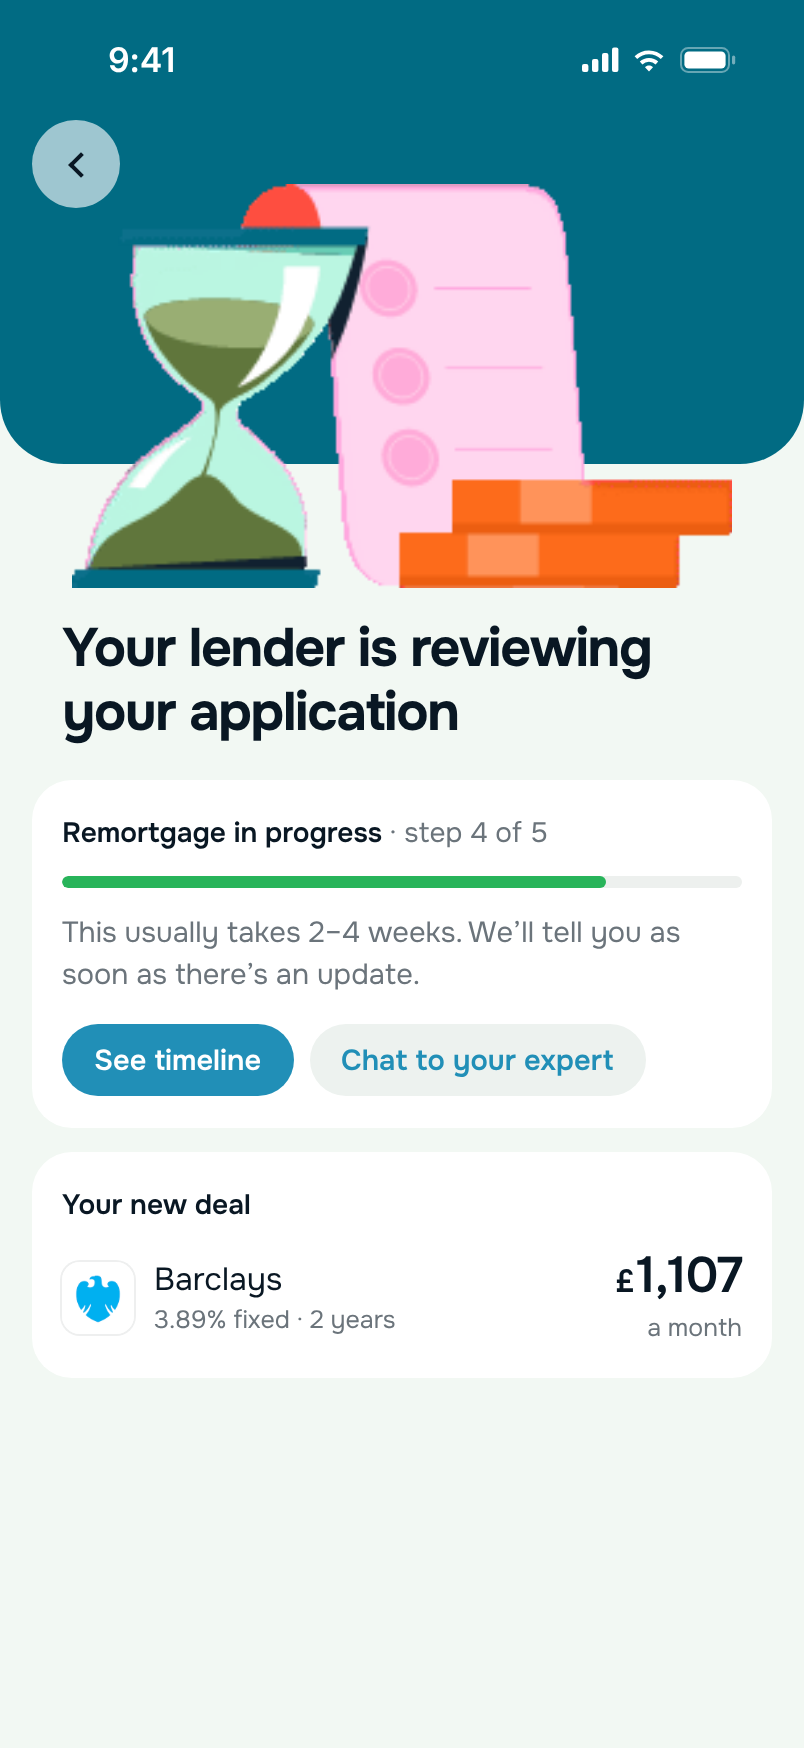 9:41
Your lender is reviewing
your application
Remortgage in progress · step 4 of 5
This usually takes 2–4 weeks. We’ll tell you as
soon as there’s an update.
See timeline
Chat to your expert
Your new deal
Barclays
£1,107
3.89% fixed · 2 years
a month